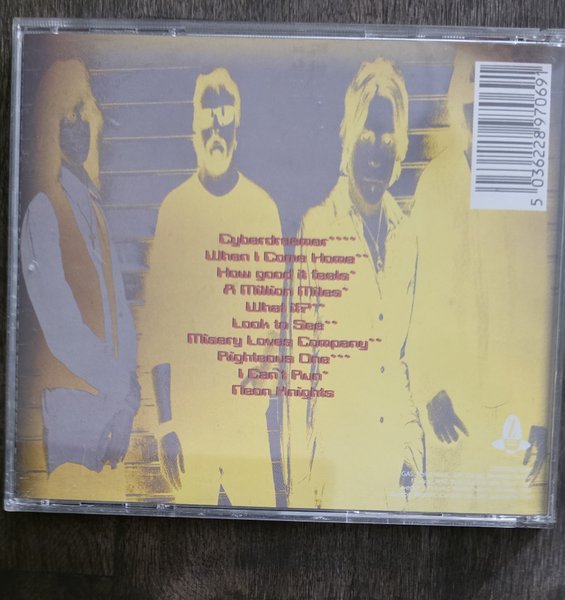 Cyberdreamer****
When I Come Home**
How good it feels*
A Million Miles*
What if?**
Look to See**
Misery Loves Company**
Righteous One***
I Can't Run*
Neon Knights
5 036228 970691